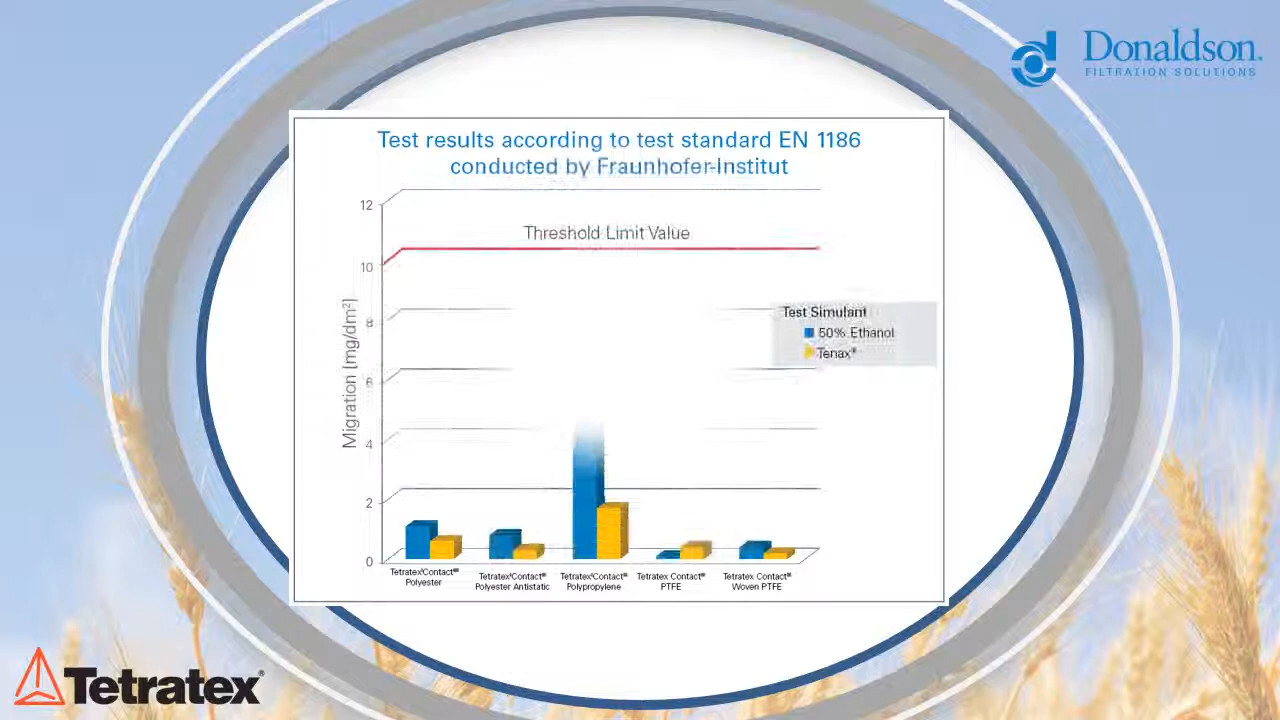 Donaldson.
FILTRATION SOLUTIONS
Test results according to test standard EN 1186
conducted by Fraunhofer-Institut
12
Threshold Limit Value
10
8
6
4
2
0
Migration [mg/dm²]
Test Simulant
50% Ethanol
Tenax®
Tetratex Contact®
Polyester
Tetratex Contact®
Polyester Antistatic
Tetratex Contact®
Polypropylene
Tetratex Contact®
PTFE
Tetratex Contact®
Woven PTFE
Tetratex®